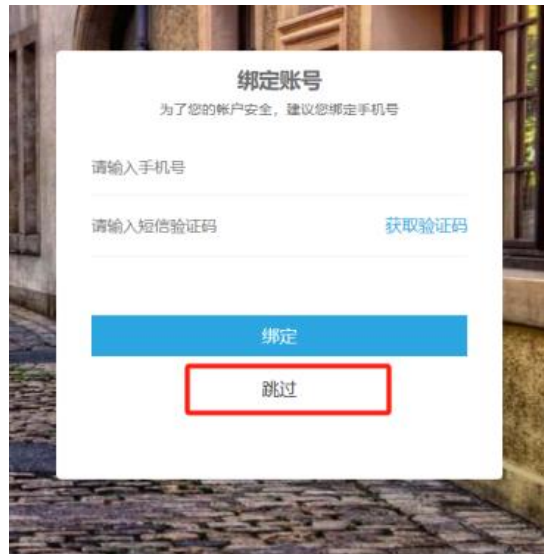 绑定账号
为了您的帐户安全，建议您绑定手机号
请输入手机号
请输入短信验证码 获取验证码
绑定
跳过